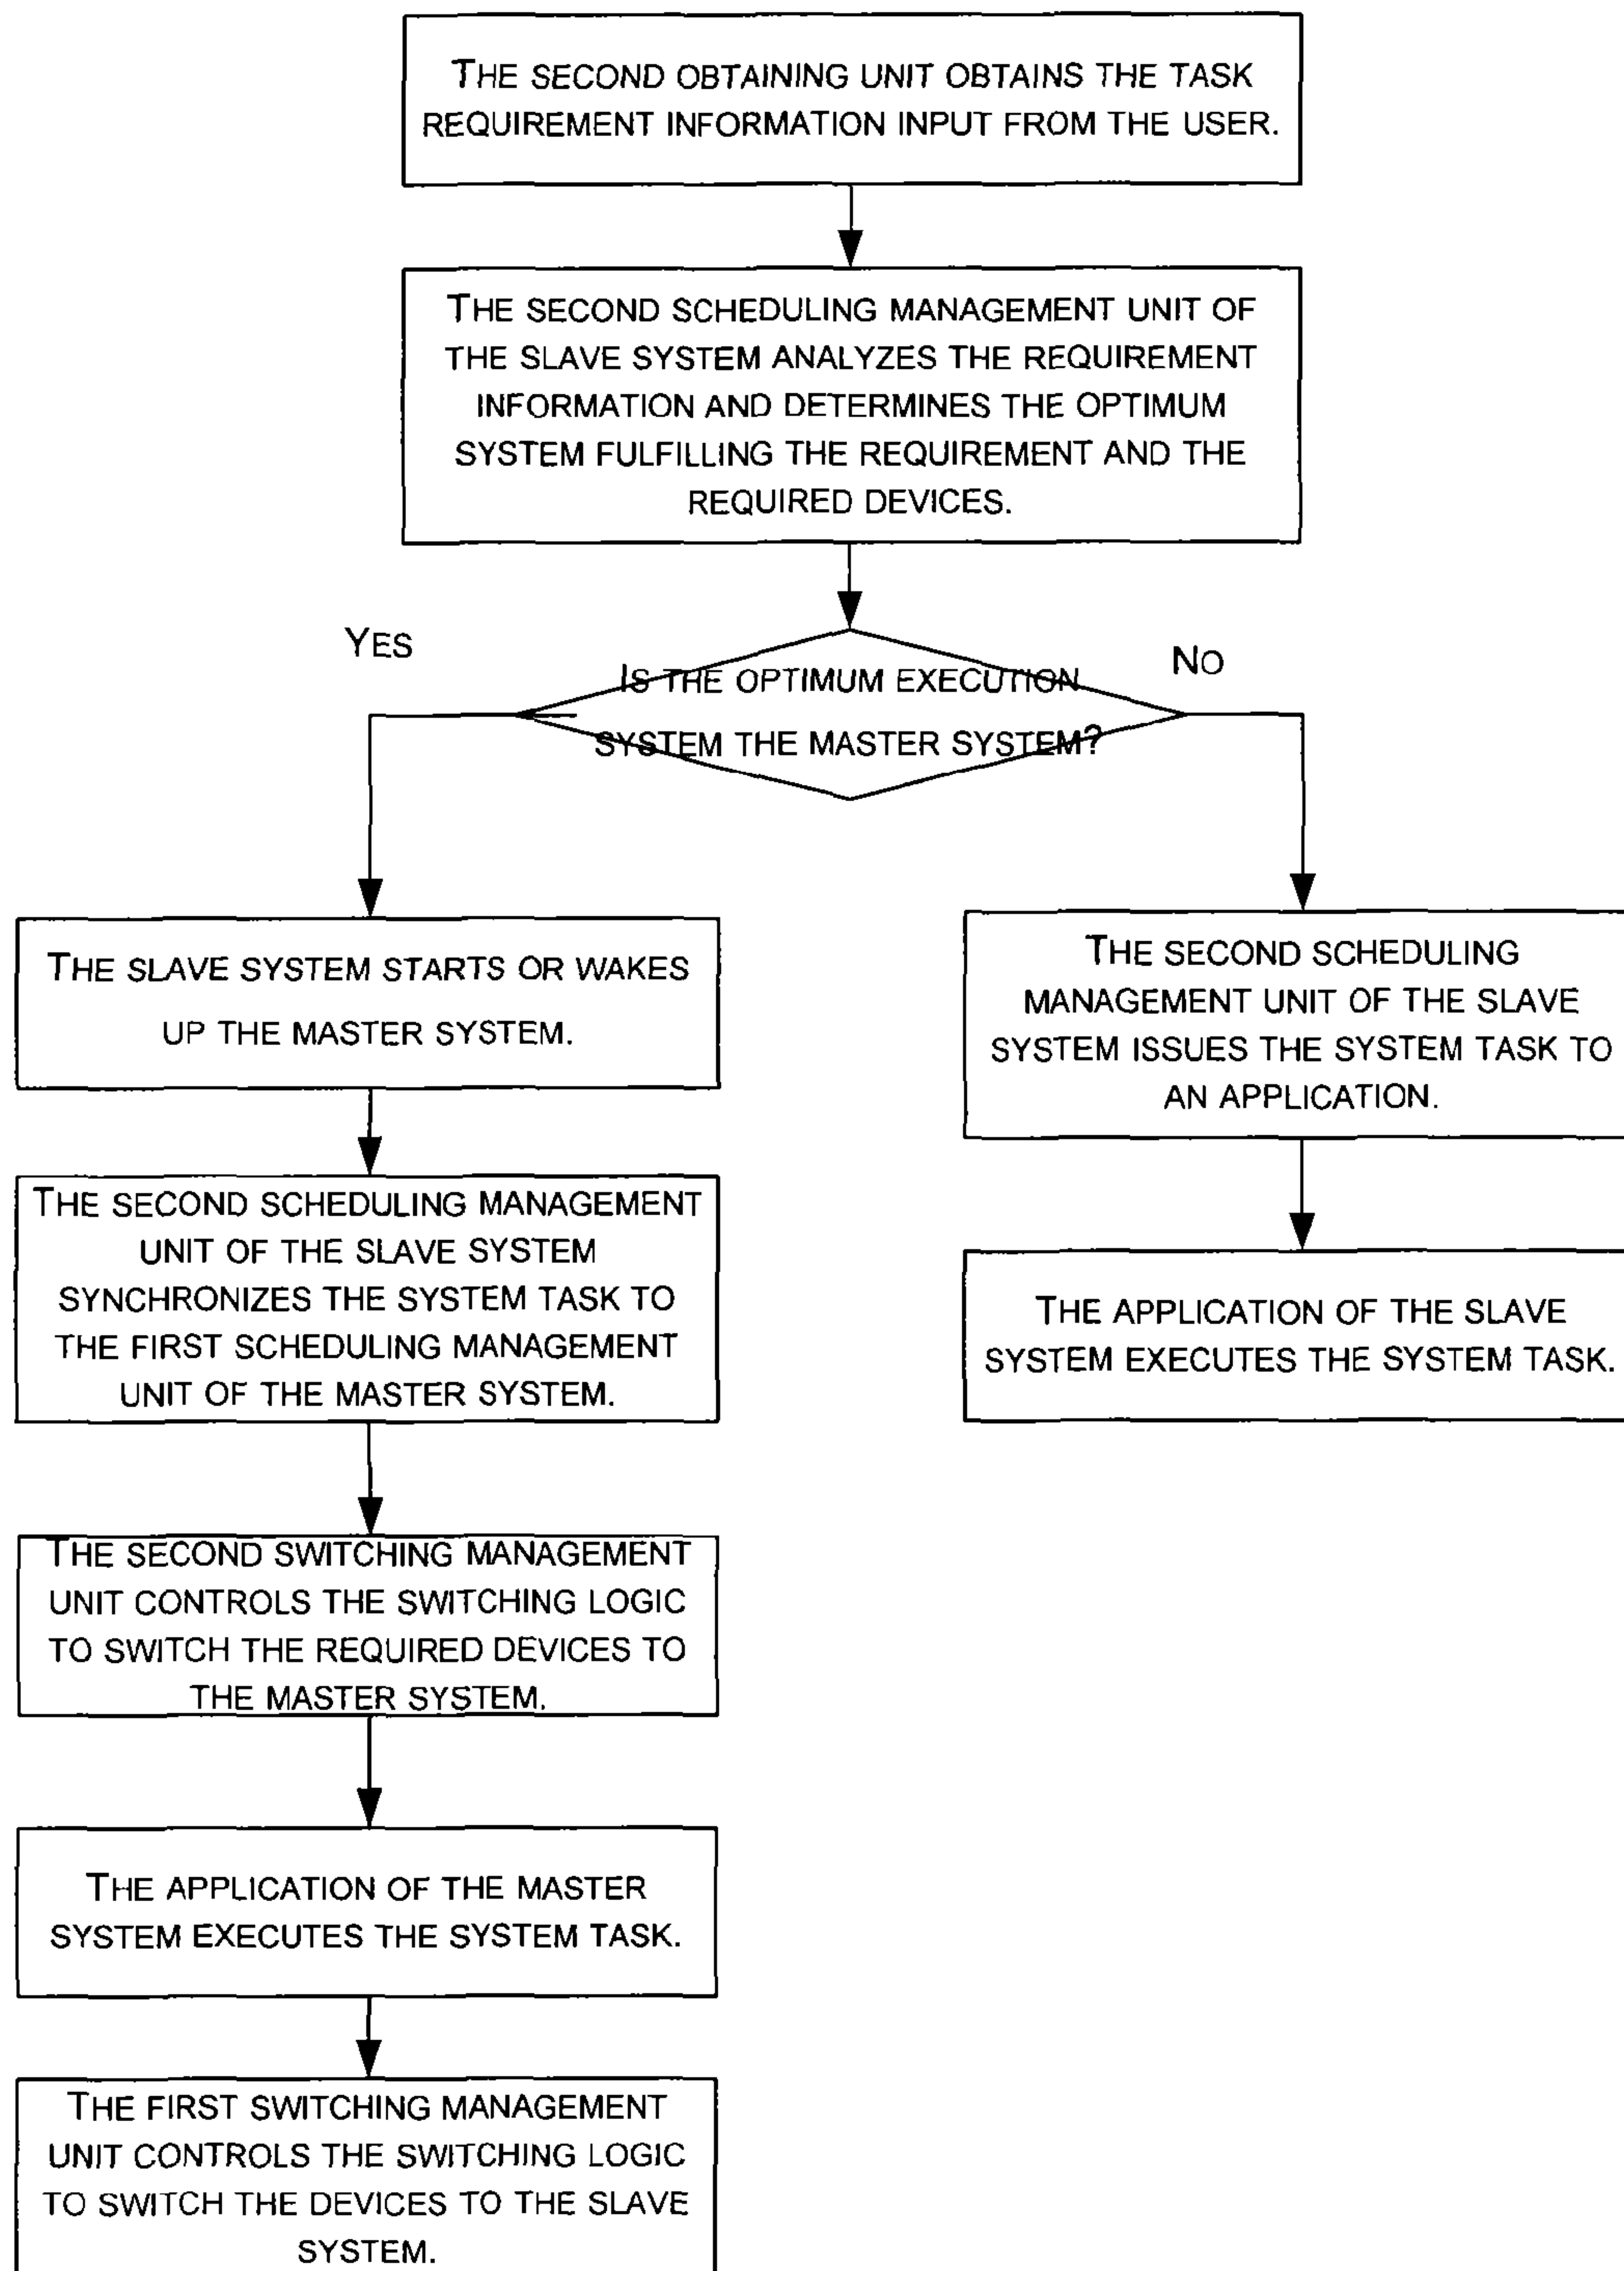 THE SECOND OBTAINING UNIT OBTAINS THE TASK
REQUIREMENT INFORMATION INPUT FROM THE USER.
THE SECOND SCHEDULING MANAGEMENT UNIT OF
THE SLAVE SYSTEM ANALYZES THE REQUIREMENT
INFORMATION AND DETERMINES THE OPTIMUM
SYSTEM FULFILLING THE REQUIREMENT AND THE
REQUIRED DEVICES.
YES
NO
IS THE OPTIMUM EXECUTION
SYSTEM THE MASTER SYSTEM?
THE SLAVE SYSTEM STARTS OR WAKES
UP THE MASTER SYSTEM.
THE SECOND SCHEDULING MANAGEMENT
UNIT OF THE SLAVE SYSTEM
SYNCHRONIZES THE SYSTEM TASK TO
THE FIRST SCHEDULING MANAGEMENT
UNIT OF THE MASTER SYSTEM.
THE SECOND SWITCHING MANAGEMENT
UNIT CONTROLS THE SWITCHING LOGIC
TO SWITCH THE REQUIRED DEVICES TO
THE MASTER SYSTEM.
THE APPLICATION OF THE MASTER
SYSTEM EXECUTES THE SYSTEM TASK.
THE FIRST SWITCHING MANAGEMENT
UNIT CONTROLS THE SWITCHING LOGIC
TO SWITCH THE DEVICES TO THE SLAVE
SYSTEM.
THE SECOND SCHEDULING
MANAGEMENT UNIT OF THE SLAVE
SYSTEM ISSUES THE SYSTEM TASK TO
AN APPLICATION.
THE APPLICATION OF THE SLAVE
SYSTEM EXECUTES THE SYSTEM TASK.